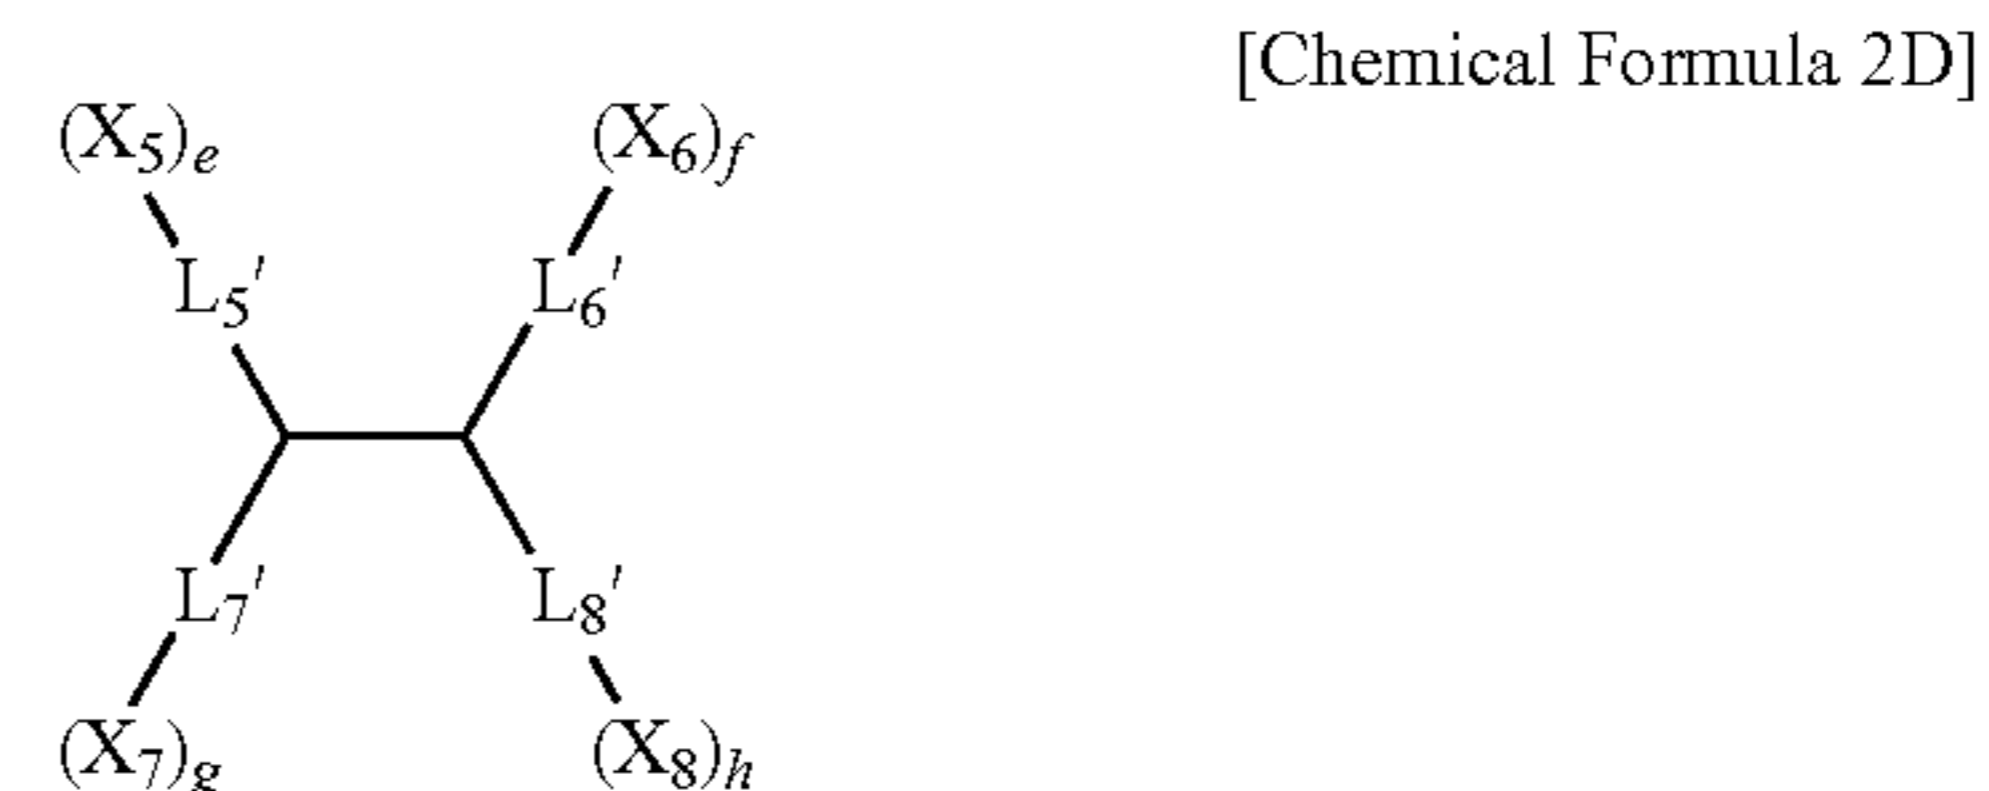 [Chemical Formula 2D]
(X5)e (X6)f
L5' L6'
L7' L8'
(X7)g (X8)h